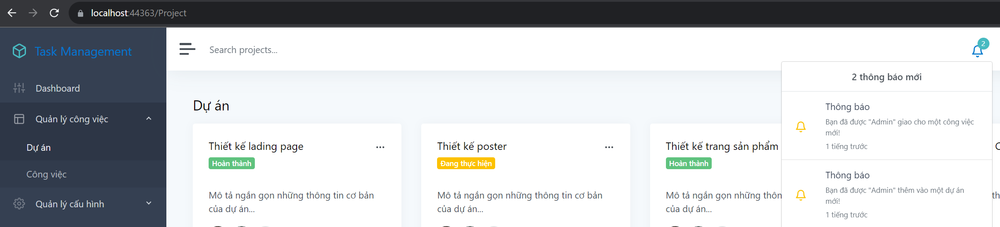 localhost:44363/Project
Task Management
Dashboard
Quản lý công việc
Dự án
Công việc
Quản lý cấu hình
Search projects...
2
2 thông báo mới
Thông báo
Bạn đã được "Admin" giao cho một công việc
mới!
1 tiếng trước
Thông báo
Bạn đã được "Admin" thêm vào một dự án
mới!
1 tiếng trước
Dự án
Thiết kế lading page
Hoàn thành
Mô tả ngắn gọn những thông tin cơ bản
của dự án...
Thiết kế poster
Đang thực hiện
Mô tả ngắn gọn những thông tin cơ bản
của dự án...
Thiết kế trang sản phẩm
Hoàn thành
Mô tả ngắn gọn những thôn
của dự án...